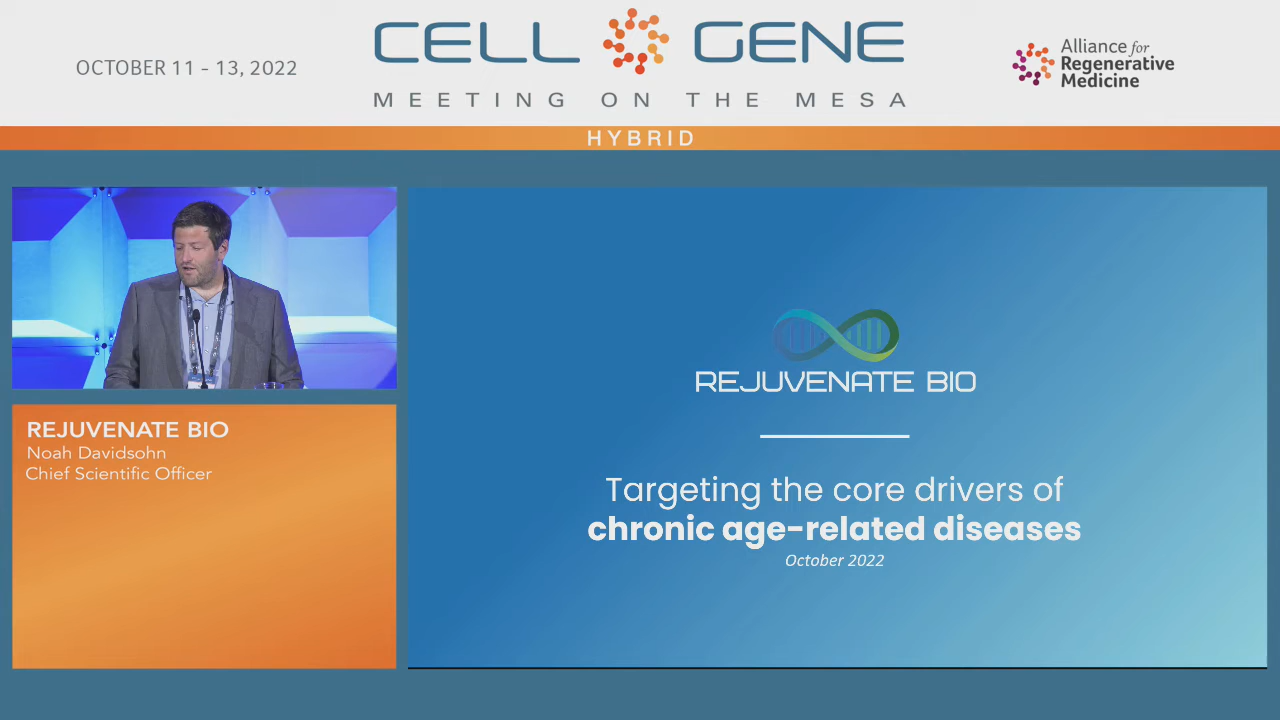 OCTOBER 11 - 13, 2022
CELL GENE
MEETING ON THE MESA
Alliance for
Regenerative
Medicine
HYBRID
REJUVENATE BIO
Noah Davidsohn
Chief Scientific Officer
REJUVENATE BIO
Targeting the core drivers of
chronic age-related diseases
October 2022